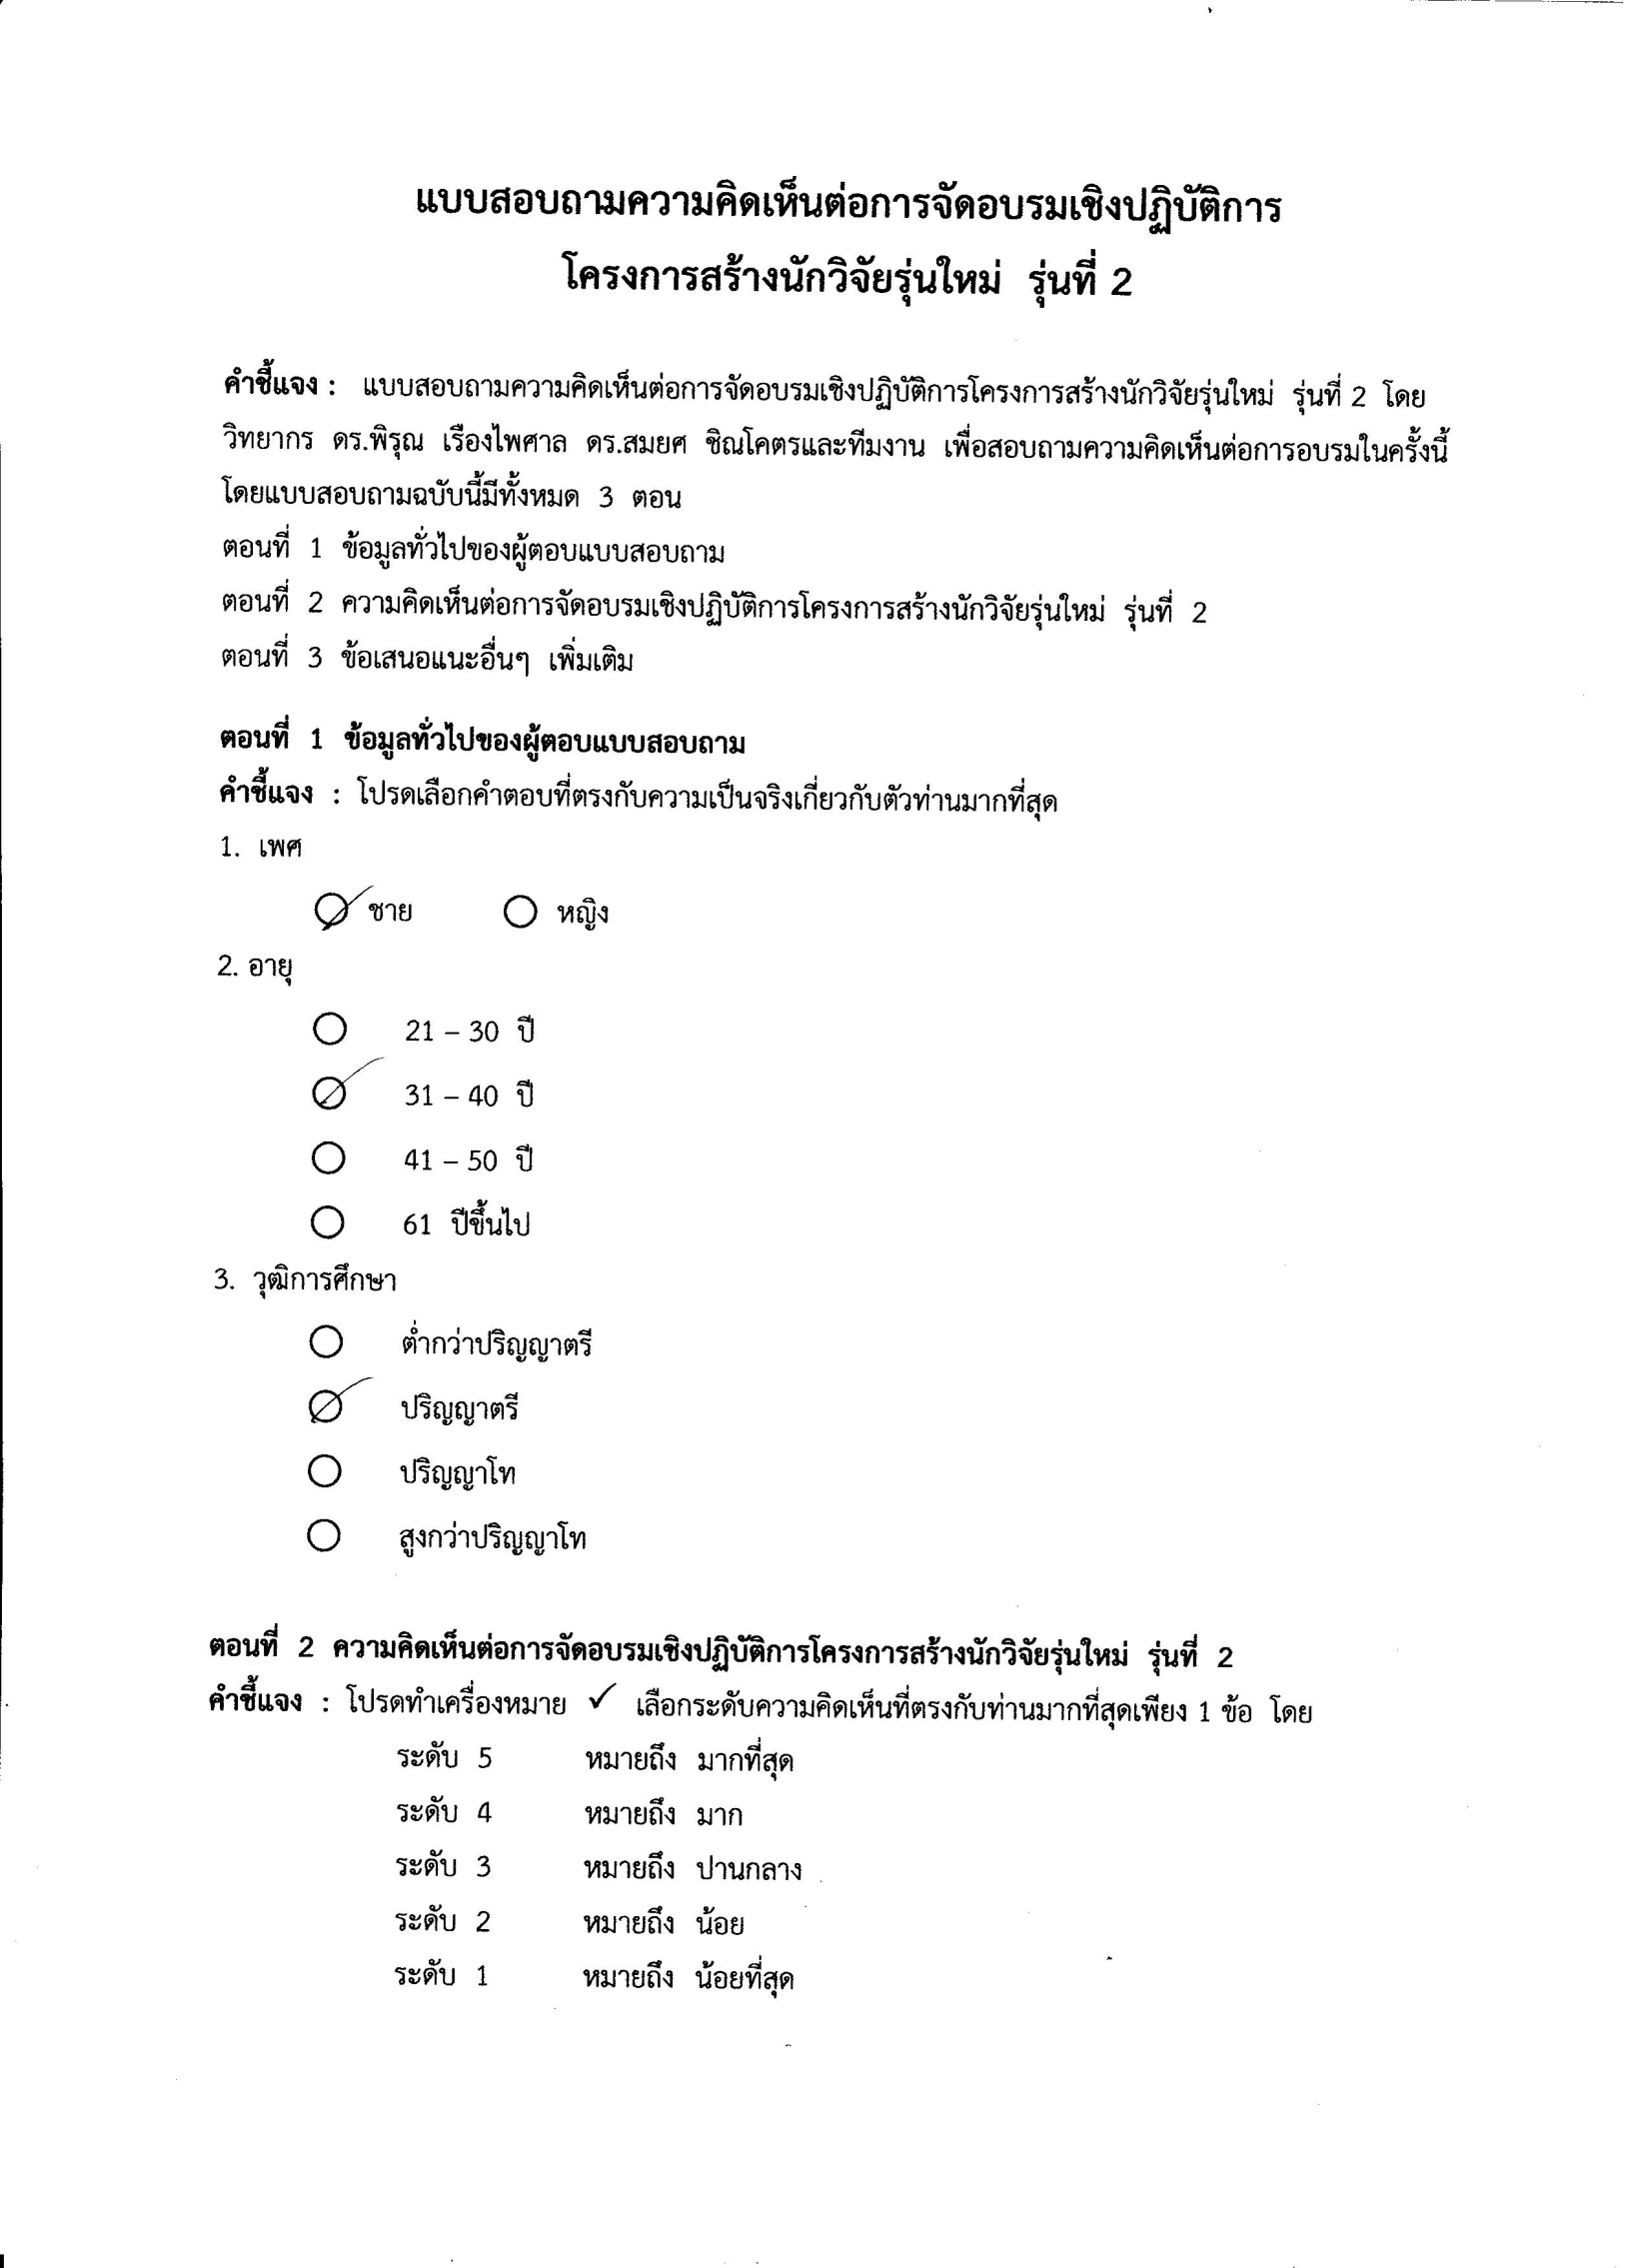 แบบสอบถามความคิดเห็นต่อการจัดอบรมเชิงปฏิบัติการ
โครงการสร้างนักวิจัยรุ่นใหม่ รุ่นที่ 2
คำชี้แจง : แบบสอบถามความคิดเห็นต่อการจัดอบรมเชิงปฏิบัติการโครงการสร้างนักวิจัยรุ่นใหม่ รุ่นที่ 2 โดย
วิทยากร ดร.พิรุณ เรืองไพศาล ดร.สมยศ ชิณโคตรและทีมงาน เพื่อสอบถามความคิดเห็นต่อการอบรมในครั้งนี้
โดยแบบสอบถามฉบับนี้มีทั้งหมด 3 ตอน
ตอนที่ 1 ข้อมูลทั่วไปของผู้ตอบแบบสอบถาม
ตอนที่ 2 ความคิดเห็นต่อการจัดอบรมเชิงปฏิบัติการโครงการสร้างนักวิจัยรุ่นใหม่ รุ่นที่ 2
ตอนที่ 3 ข้อเสนอแนะอื่นๆ เพิ่มเติม
ตอนที่ 1 ข้อมูลทั่วไปของผู้ตอบแบบสอบถาม
คำชี้แจง : โปรดเลือกคำตอบที่ตรงกับความเป็นจริงเกี่ยวกับตัวท่านมากที่สุด
1. เพศ
ชาย หญิง
2. อายุ
21 – 30 ปี
31 – 40 ปี
41 – 50 ปี
61 ปีขึ้นไป
3. วุฒิการศึกษา
ต่ำกว่าปริญญาตรี
ปริญญาตรี
ปริญญาโท
สูงกว่าปริญญาโท
ตอนที่ 2 ความคิดเห็นต่อการจัดอบรมเชิงปฏิบัติการโครงการสร้างนักวิจัยรุ่นใหม่ รุ่นที่ 2
คำชี้แจง : โปรดทำเครื่องหมาย ✓ เลือกระดับความคิดเห็นที่ตรงกับท่านมากที่สุดเพียง 1 ข้อ โดย
ระดับ 5 หมายถึง มากที่สุด
ระดับ 4 หมายถึง มาก
ระดับ 3 หมายถึง ปานกลาง
ระดับ 2 หมายถึง น้อย
ระดับ 1 หมายถึง น้อยที่สุด